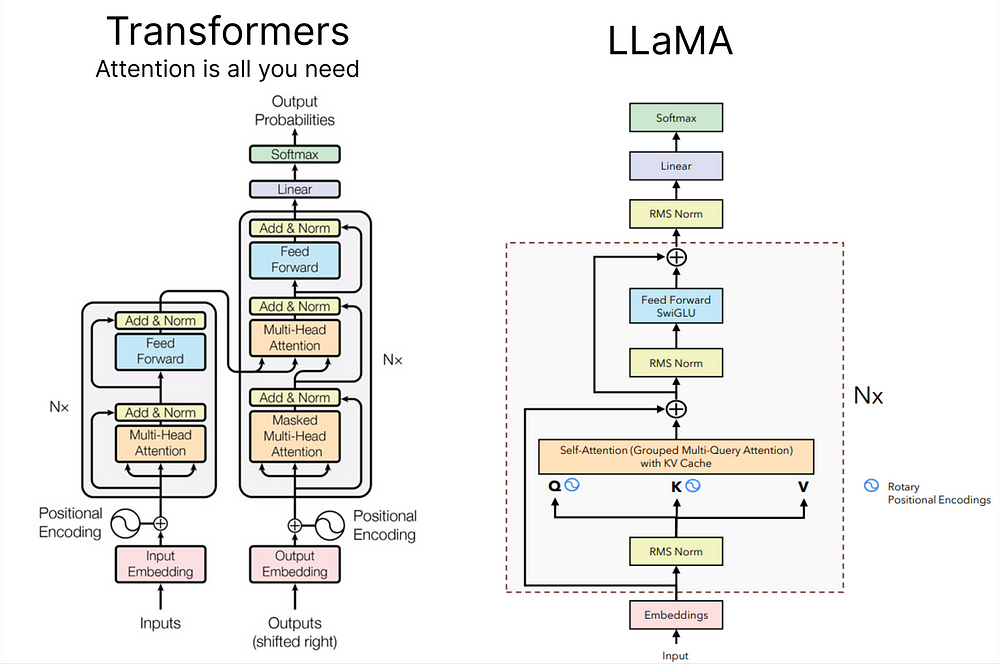 Transformers
Attention is all you need
Output
Probabilities
Softmax
Linear
Add & Norm
Feed
Forward
Add & Norm
Multi-Head
Attention
Nx
Add & Norm
Masked
Multi-Head
Attention
Add & Norm
Feed
Forward
Nx
Add & Norm
Multi-Head
Attention
Positional
Encoding
Positional
Encoding
Input
Embedding
Output
Embedding
Inputs
Outputs
(shifted right)
LLaMA
Softmax
Linear
RMS Norm
Feed Forward
SwiGLU
RMS Norm
Nx
Self-Attention (Grouped Multi-Query Attention)
with KV Cache
Q
K
V
Rotary
Positional Encodings
RMS Norm
Embeddings
Input